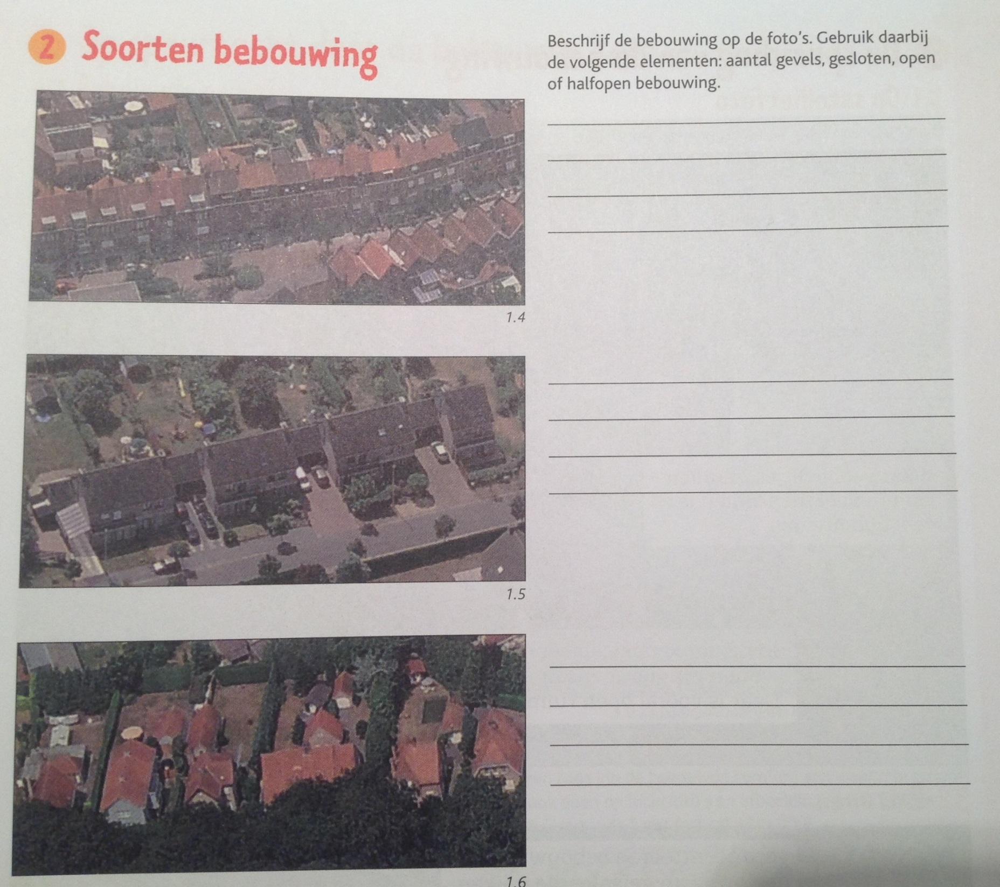 2 Soorten bebouwing
Beschrijf de bebouwing op de foto's. Gebruik daarbij
de volgende elementen: aantal gevels, gesloten, open
of halfopen bebouwing.
1.4
1.5
1.6